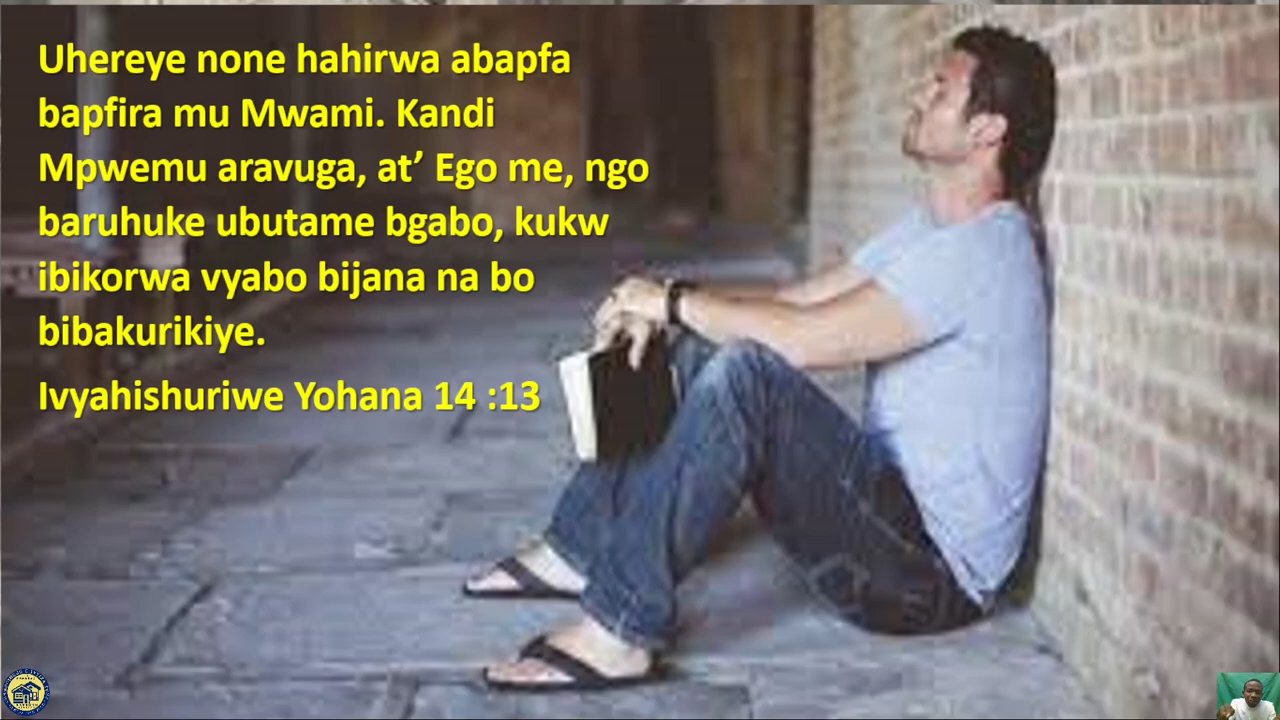 Uhereye none hahirwa abapfa
bapfira mu Mwami. Kandi
Mpwemu aravuga, at’ Ego me, ngo
baruhuke ubutame bgabo, kukw
ibikorwa vyabo bijana na bo
bibakurikiye.
Ivyahishuriwe Yohana 14 :13